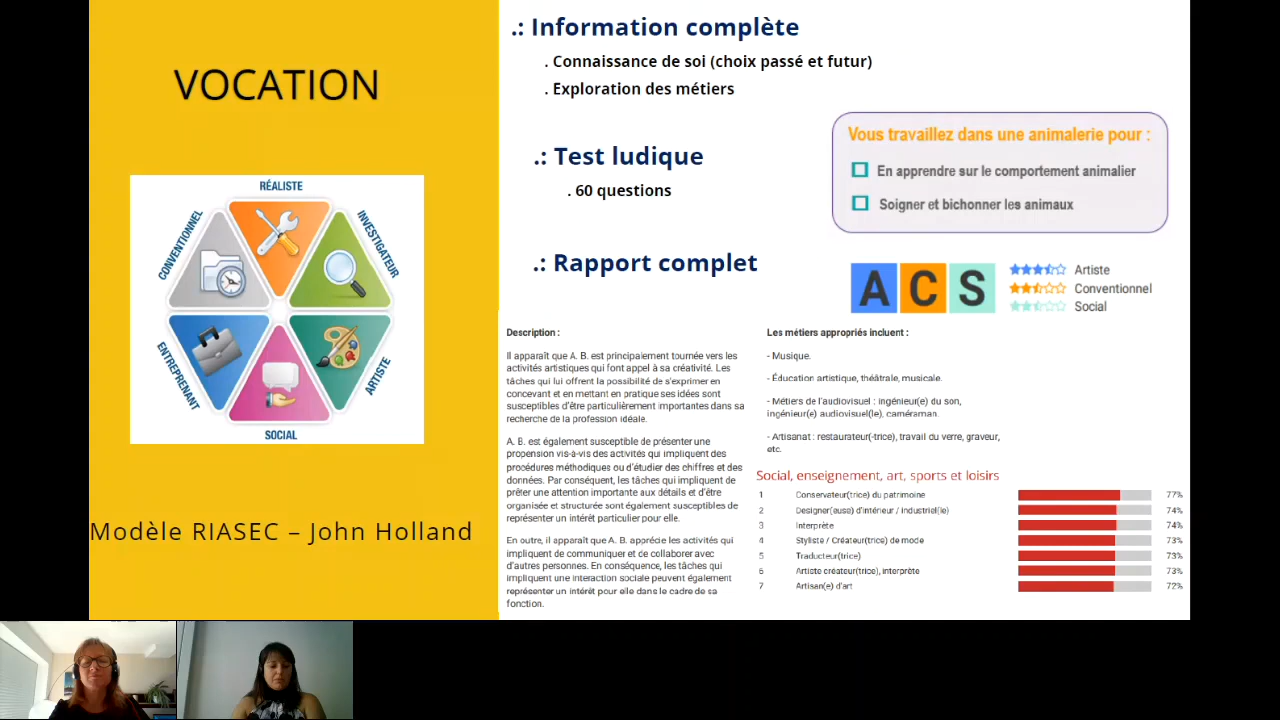 VOCATION
RÉALISTE
CONVENTIONNEL
INVESTIGATEUR
ENTREPRENANT
ARTISTE
SOCIAL
Modèle RIASEC – John Holland
.: Information complète
. Connaissance de soi (choix passé et futur)
. Exploration des métiers
.: Test ludique
. 60 questions
Vous travaillez dans une animalerie pour :
En apprendre sur le comportement animalier
Soigner et bichonner les animaux
.: Rapport complet
A C S
Artiste
Conventionnel
Social
Description :
Il apparaît que A. B. est principalement tournée vers les
activités artistiques qui font appel à sa créativité. Les
tâches qui lui offrent la possibilité de s'exprimer en
concevant et en mettant en pratique ses idées sont
susceptibles d'être particulièrement importantes dans sa
recherche de la profession idéale.
A. B. est également susceptible de présenter une
propension vis-à-vis des activités qui impliquent des
procédures méthodiques ou d'étudier des chiffres et des
données. Par conséquent, les tâches qui impliquent de
prêter une attention importante aux détails et d'être
organisée et structurée sont également susceptibles de
représenter un intérêt particulier pour elle.
En outre, il apparaît que A. B. apprécie les activités qui
impliquent de communiquer et de collaborer avec
d'autres personnes. En conséquence, les tâches qui
impliquent une interaction sociale peuvent également
représenter un intérêt pour elle dans le cadre de sa
fonction.
Les métiers appropriés incluent :
- Musique.
- Éducation artistique, théâtrale, musicale.
- Métiers de l'audiovisuel : ingénieur(e) du son,
ingénieur(e) audiovisuel(le), caméraman.
- Artisanat : restaurateur(-trice), travail du verre, graveur,
etc.
Social, enseignement, art, sports et loisirs
1 Conservateur(trice) du patrimoine 77%
2 Designer(euse) d'intérieur / industriel(le) 74%
3 Interprète 74%
4 Styliste / Créateur(trice) de mode 73%
5 Traducteur(trice) 73%
6 Artiste créateur(trice), interprète 73%
7 Artisan(e) d'art 72%